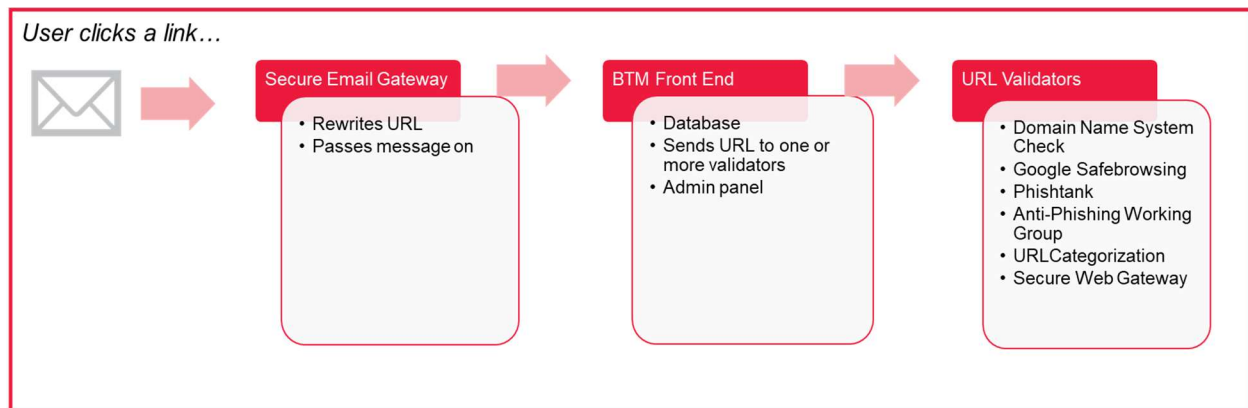 User clicks a link…
Secure Email Gateway
• Rewrites URL
• Passes message on
BTM Front End
• Database
• Sends URL to one or
more validators
• Admin panel
URL Validators
• Domain Name System
Check
• Google Safebrowsing
• Phishtank
• Anti-Phishing Working
Group
• URLCategorization
• Secure Web Gateway